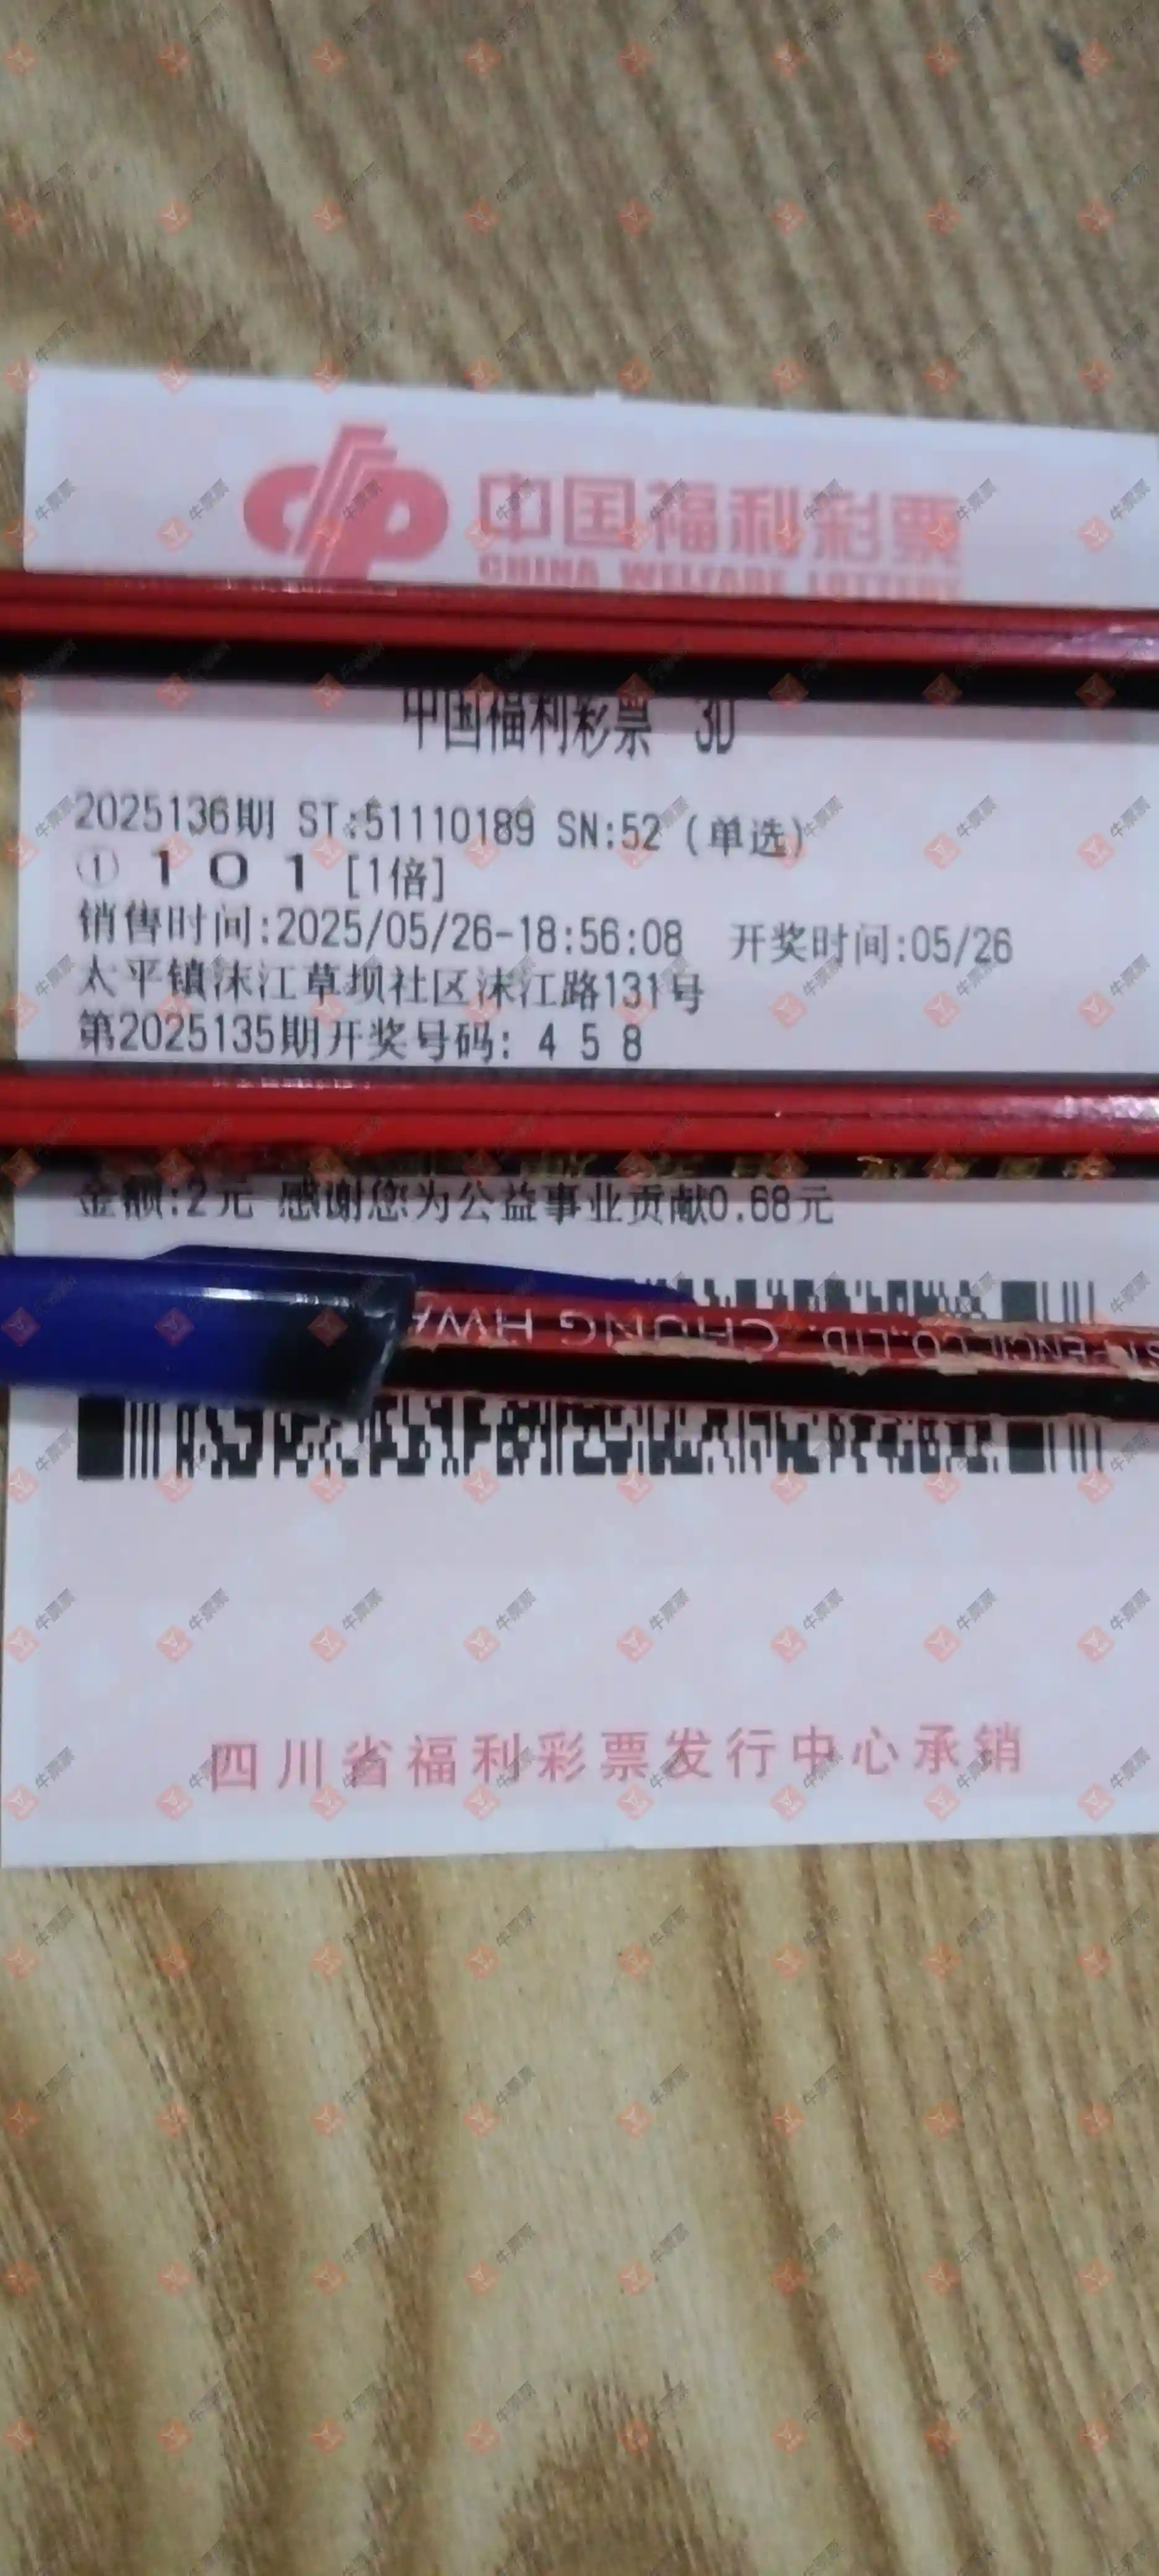 中国福利彩票
CHINA WELFARE LOTTERY
中国福利彩票 3D
2025136期 ST:51110189 SN:52 (单选)
① 1 0 1 [1倍]
销售时间:2025/05/26-18:56:08 开奖时间:05/26
太平镇沫江草坝社区沫江路131号
第2025135期开奖号码: 4 5 8
金额:2元 感谢您为公益事业贡献0.68元
PENCIL CO.,LTD. CHUNG HWA
四川省福利彩票发行中心承销
牛票票